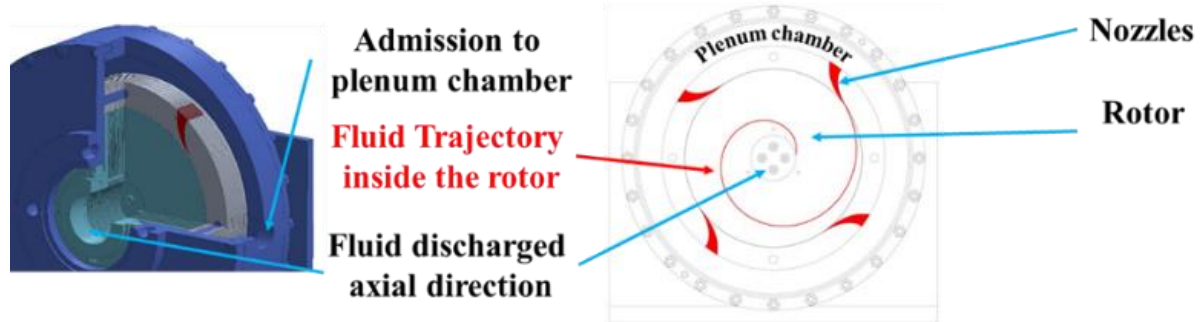 Admission to
plenum chamber
Fluid Trajectory
inside the rotor
Fluid discharged
axial direction
Plenum chamber
Nozzles
Rotor